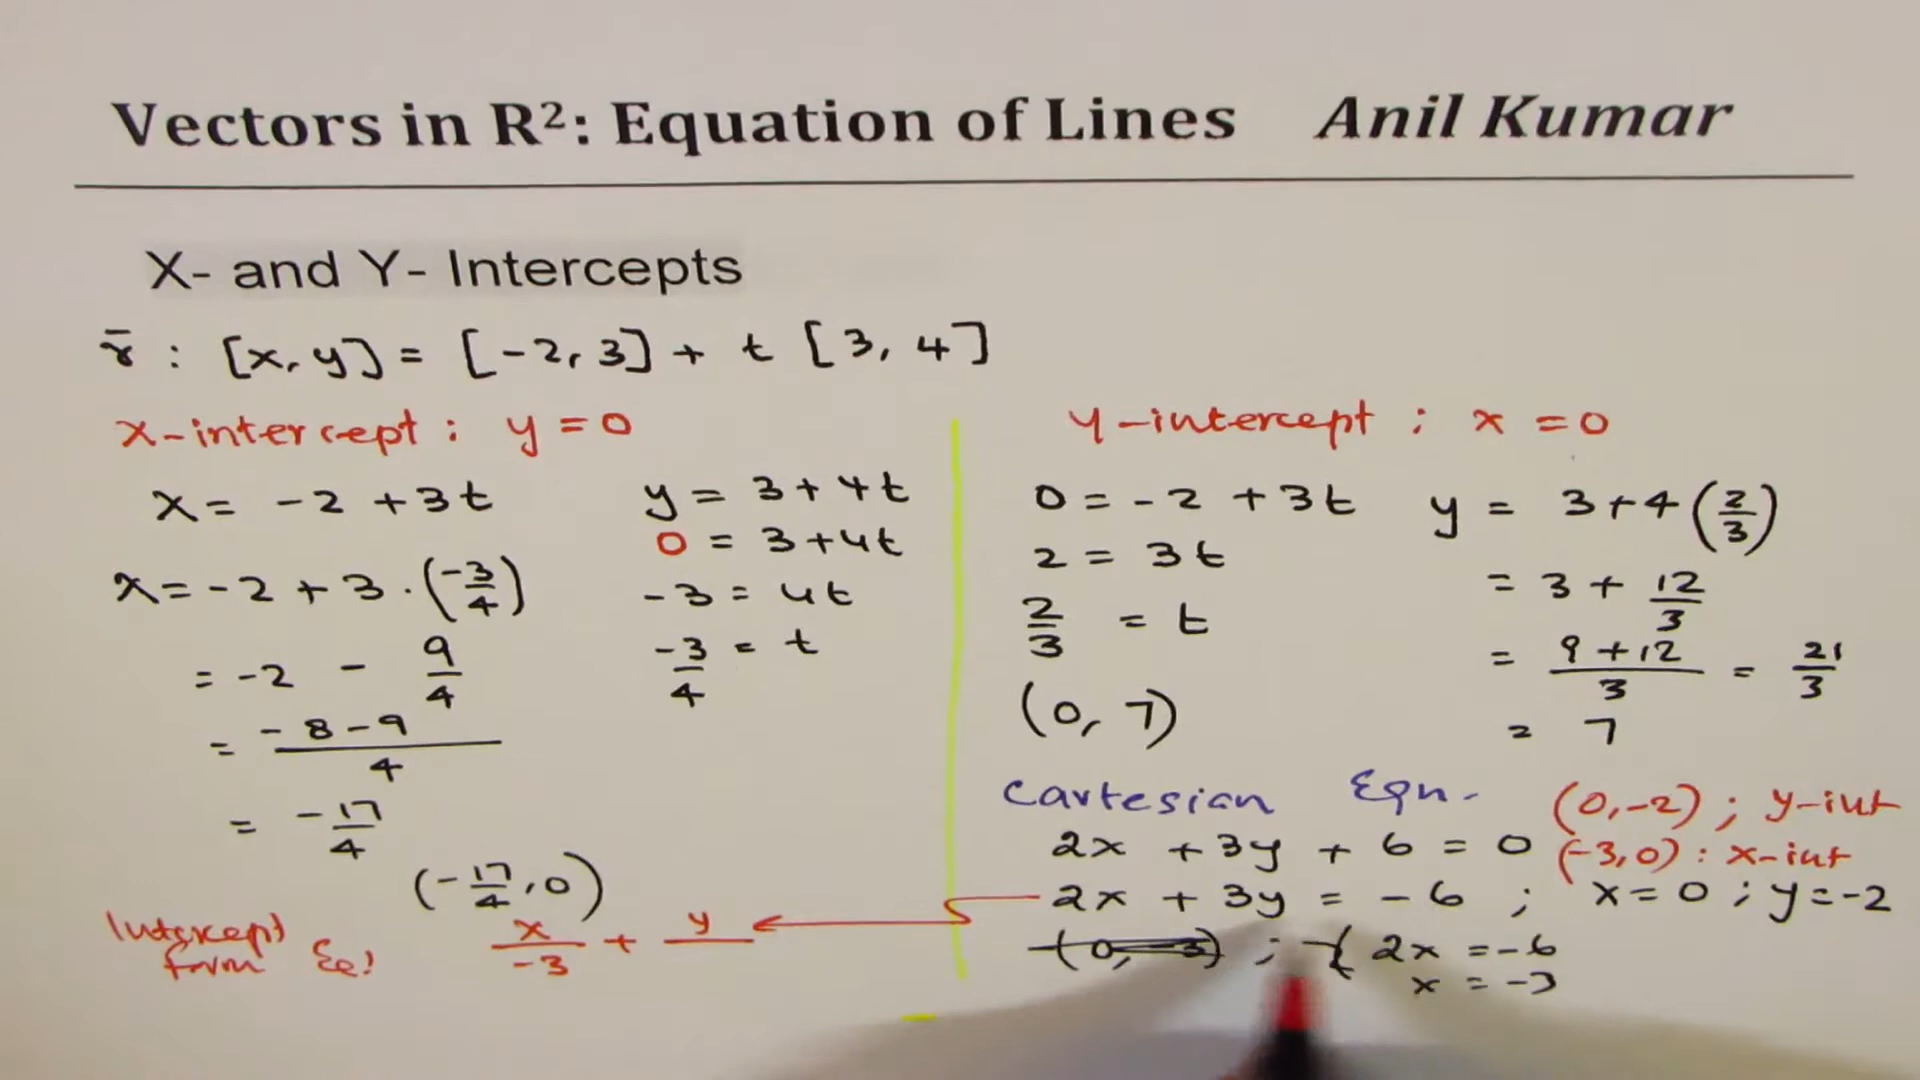 Vectors in R²: Equation of Lines Anil Kumar
X- and Y- Intercepts
r̄ : [x, y] = [-2, 3] + t [3, 4]
x-intercept : y = 0
x = -2 + 3t
y = 3 + 4t
0 = 3 + 4t
x = -2 + 3 · (-3/4)
-3 = 4t
= -2 - 9/4
-3/4 = t
= -8-9/4
= -17/4
(-17/4, 0)
Intercept
form Eq:
x/-3 + y/
y-intercept : x = 0
0 = -2 + 3t
y = 3 + 4(2/3)
2 = 3t
= 3 + 12/3
2/3 = t
= 9+12/3 = 21/3
(0, 7)
= 7
Cartesian Eqn.
(0, -2) ; y-int
2x + 3y + 6 = 0
(-3, 0) : x-int
2x + 3y = -6 ; x = 0 ; y = -2
(0, -3) ; 2x = -6
x = -3